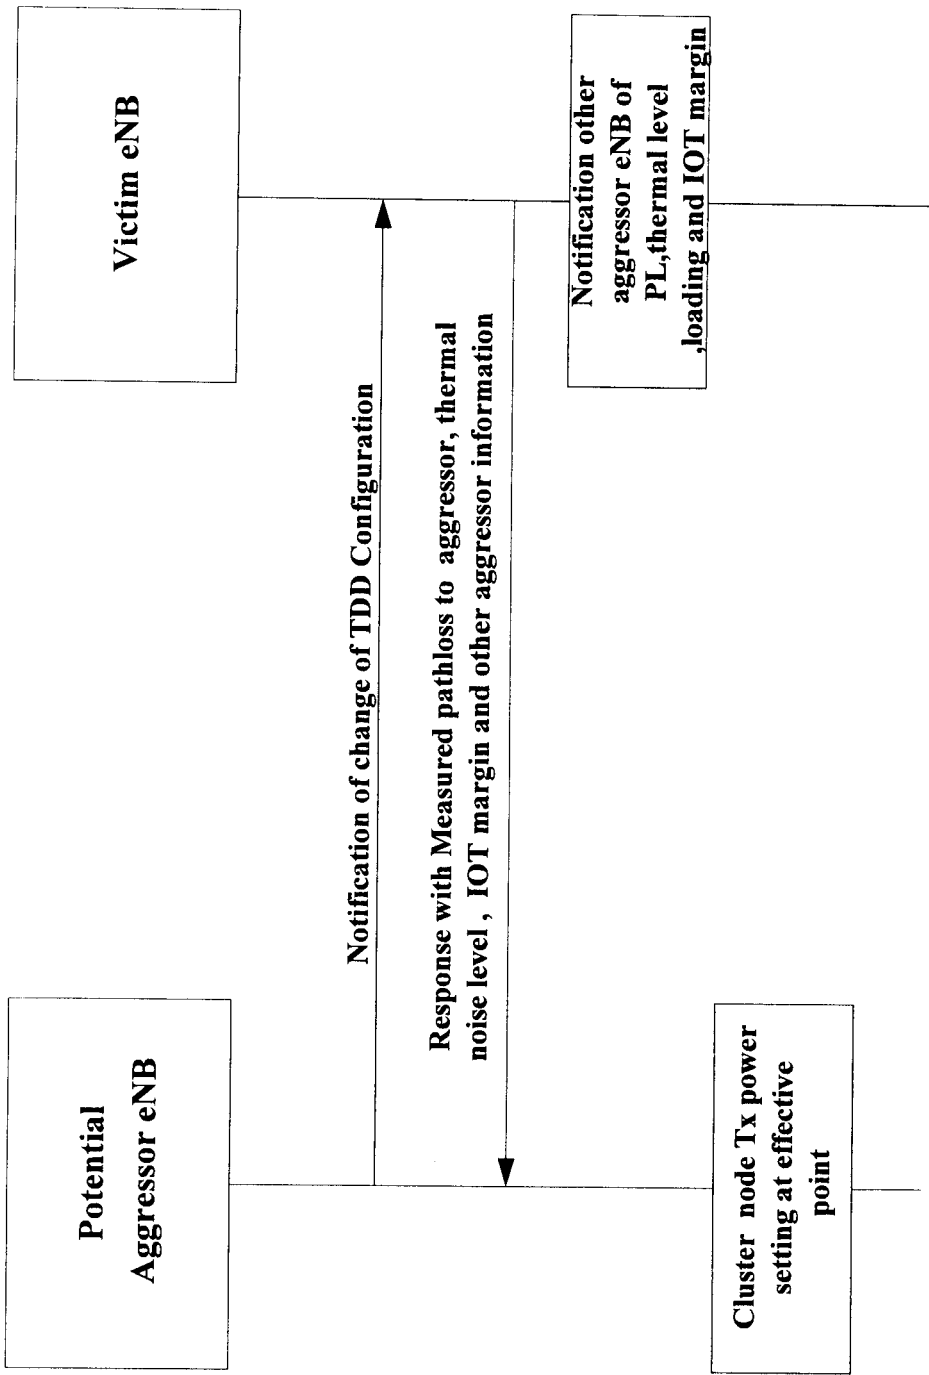 Potential
Aggressor eNB
Victim eNB
Notification of change of TDD Configuration
Response with Measured pathloss to aggressor, thermal
noise level , IOT margin and other aggressor information
Notification other
aggressor eNB of
PL,thermal level
,loading and IOT margin
Cluster node Tx power
setting at effective
point